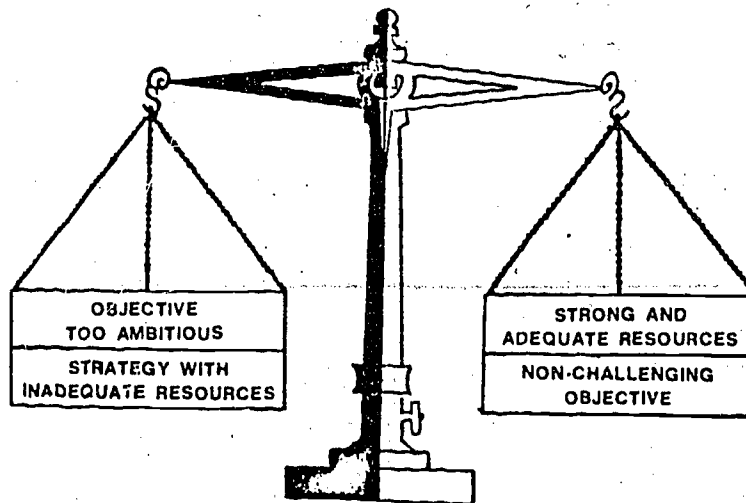 OBJECTIVE
TOO AMBITIOUS
STRATEGY WITH
INADEQUATE RESOURCES
STRONG AND
ADEQUATE RESOURCES
NON-CHALLENGING
OBJECTIVE